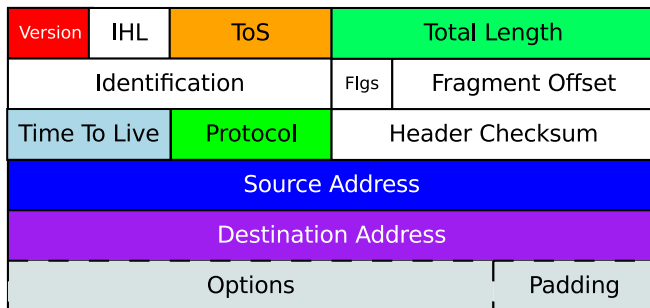 Version IHL ToS Total Length
Identification Flgs Fragment Offset
Time To Live Protocol Header Checksum
Source Address
Destination Address
Options Padding